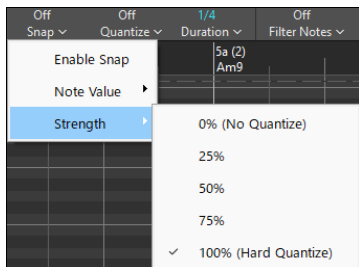 Off Off 1/4 Off
Snap Quantize Duration Filter Notes
5a (2)
Am9
Enable Snap
Note Value
Strength
0% (No Quantize)
25%
50%
75%
100% (Hard Quantize)